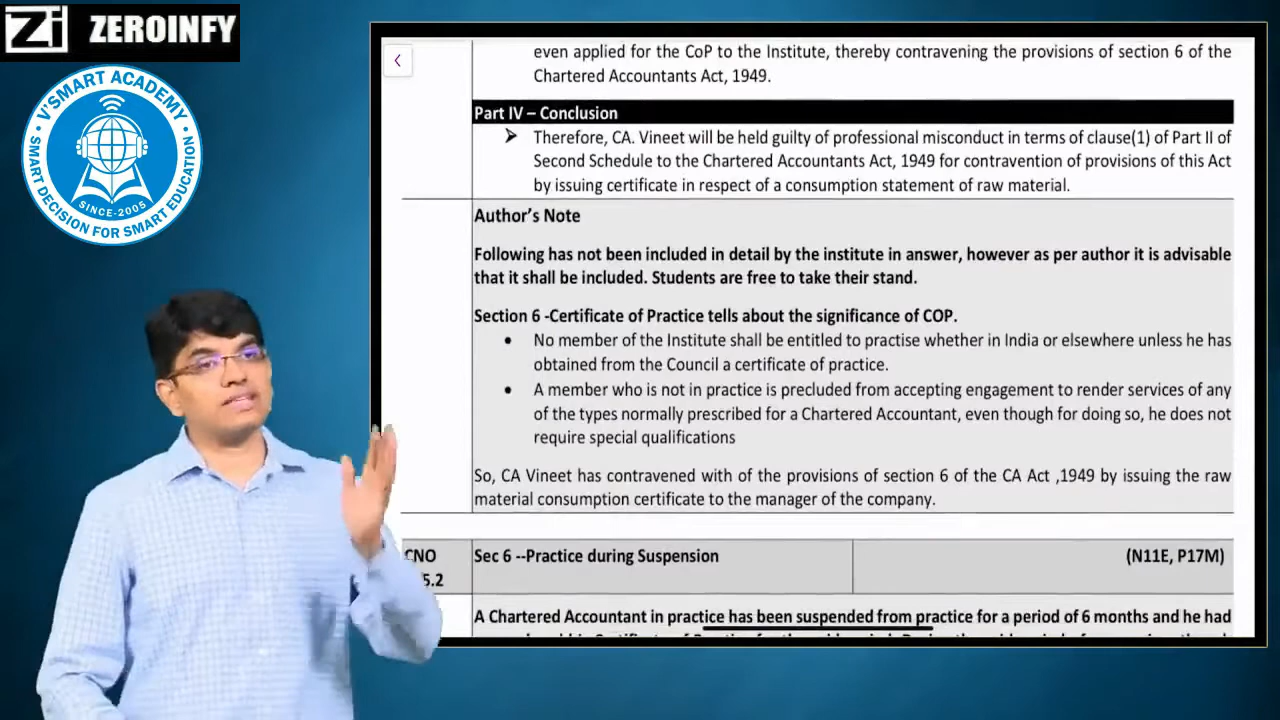 Zi ZEROINFY
V'SMART ACADEMY
SINCE-2005
SMART DECISION FOR SMART EDUCATION
even applied for the CoP to the Institute, thereby contravening the provisions of section 6 of the
Chartered Accountants Act, 1949.
Part IV – Conclusion
➢ Therefore, CA. Vineet will be held guilty of professional misconduct in terms of clause(1) of Part II of
Second Schedule to the Chartered Accountants Act, 1949 for contravention of provisions of this Act
by issuing certificate in respect of a consumption statement of raw material.
Author's Note
Following has not been included in detail by the institute in answer, however as per author it is advisable
that it shall be included. Students are free to take their stand.
Section 6 -Certificate of Practice tells about the significance of COP.
• No member of the Institute shall be entitled to practise whether in India or elsewhere unless he has
obtained from the Council a certificate of practice.
• A member who is not in practice is precluded from accepting engagement to render services of any
of the types normally prescribed for a Chartered Accountant, even though for doing so, he does not
require special qualifications
So, CA Vineet has contravened with of the provisions of section 6 of the CA Act ,1949 by issuing the raw
material consumption certificate to the manager of the company.
CNO Sec 6 --Practice during Suspension (N11E, P17M)
5.2
A Chartered Accountant in practice has been suspended from practice for a period of 6 months and he had